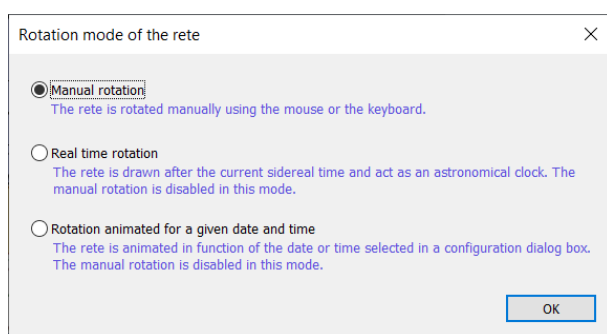 Rotation mode of the rete
Manual rotation
The rete is rotated manually using the mouse or the keyboard.
Real time rotation
The rete is drawn after the current sidereal time and act as an astronomical clock. The
manual rotation is disabled in this mode.
Rotation animated for a given date and time
The rete is animated in function of the date or time selected in a configuration dialog box.
The manual rotation is disabled in this mode.
OK